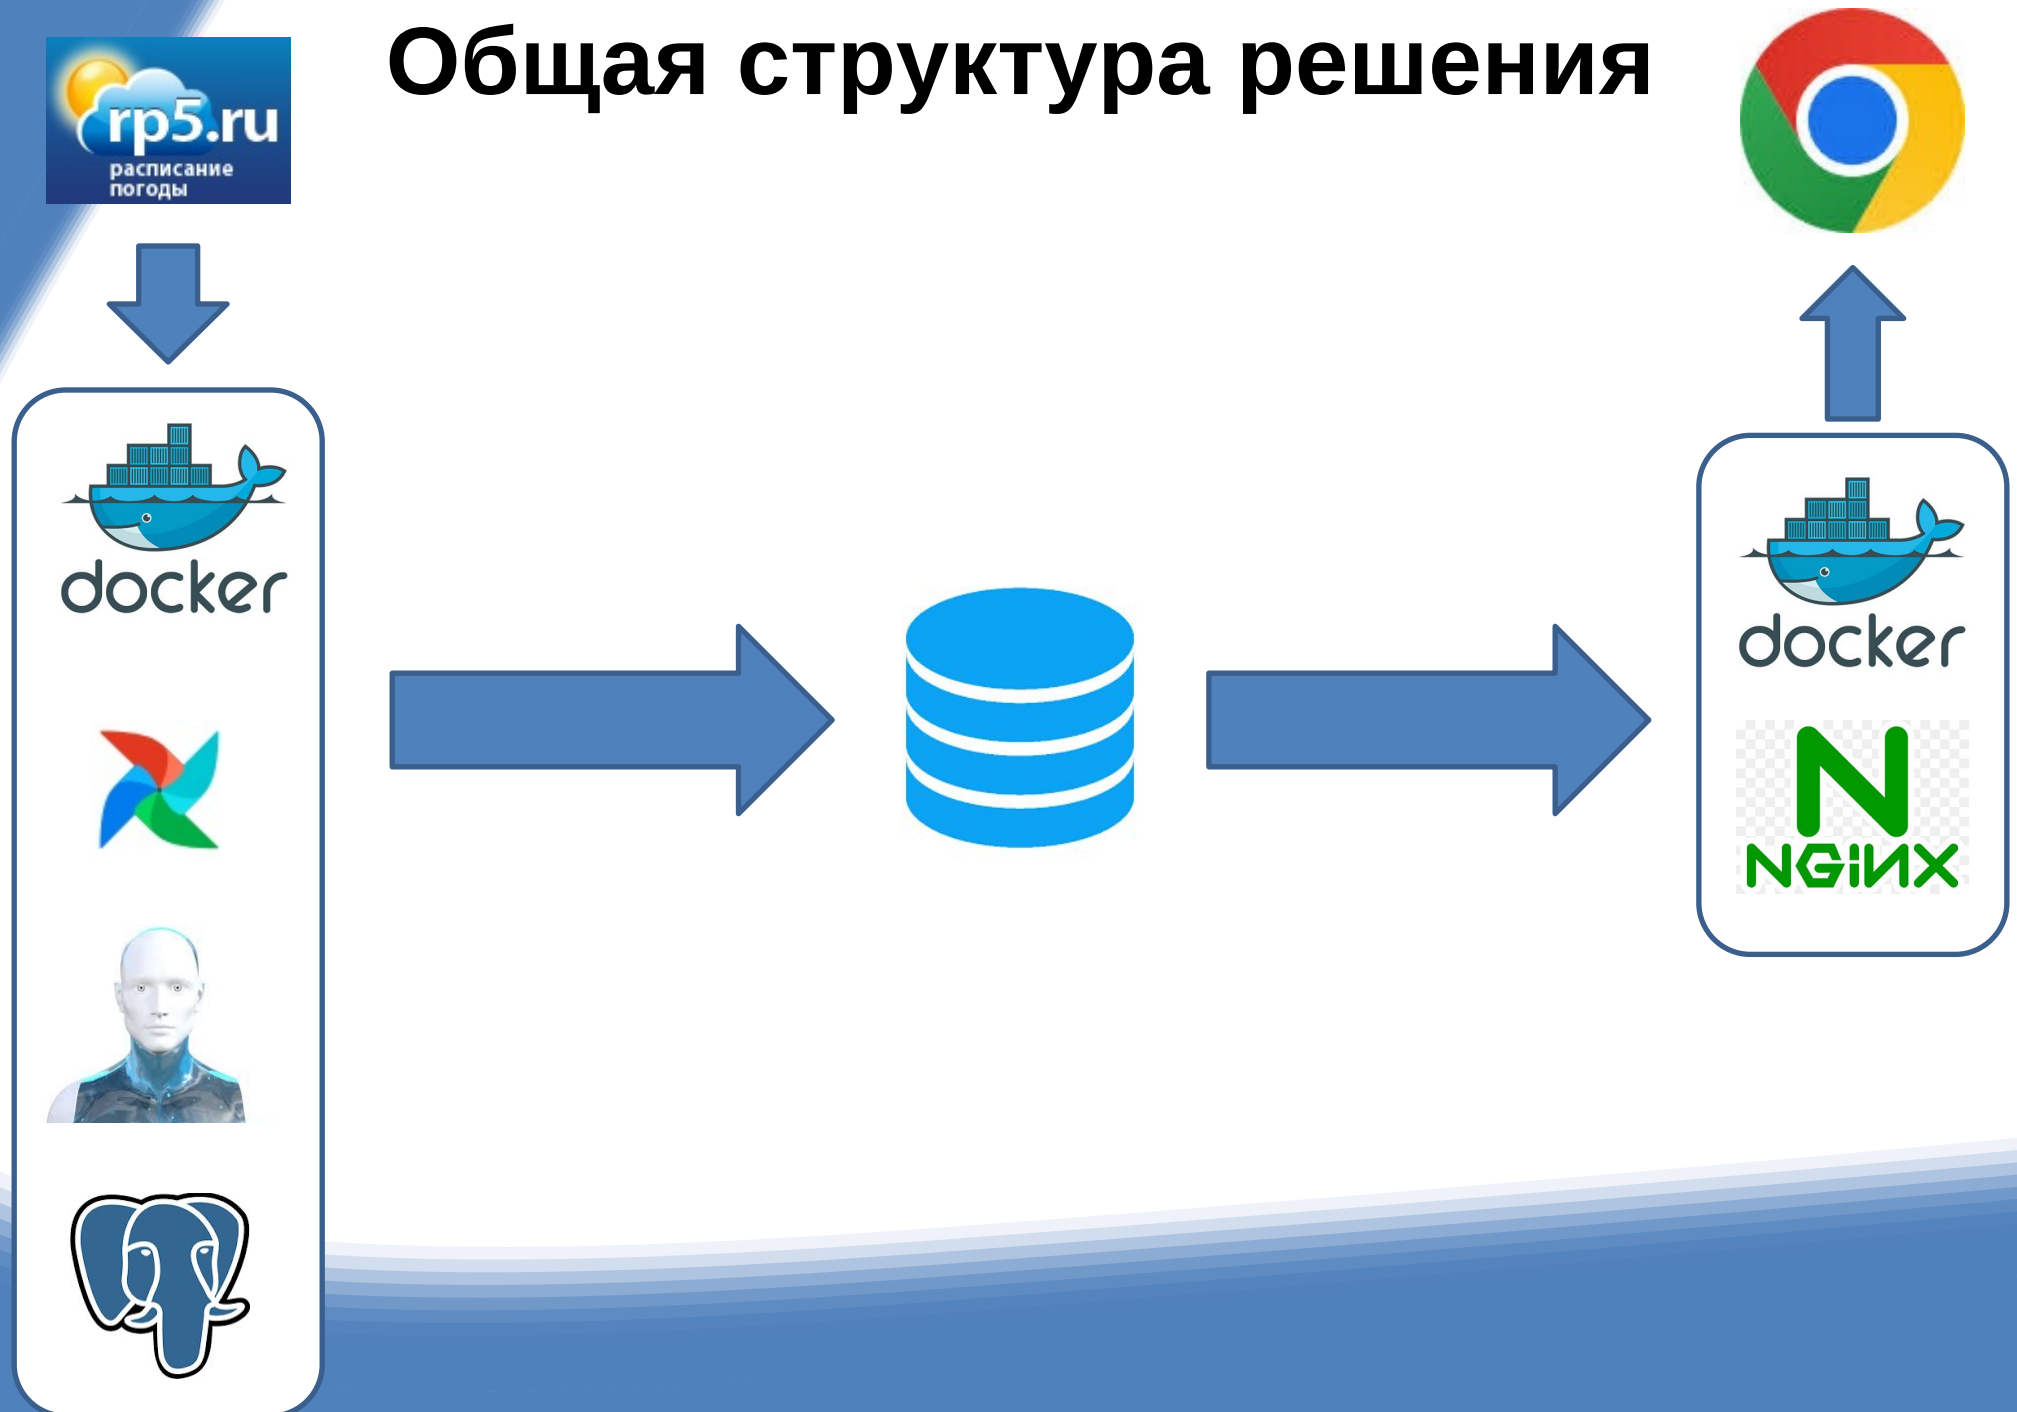 Общая структура решения
rp5.ru
расписание
погоды
docker
docker
N
NGiNX